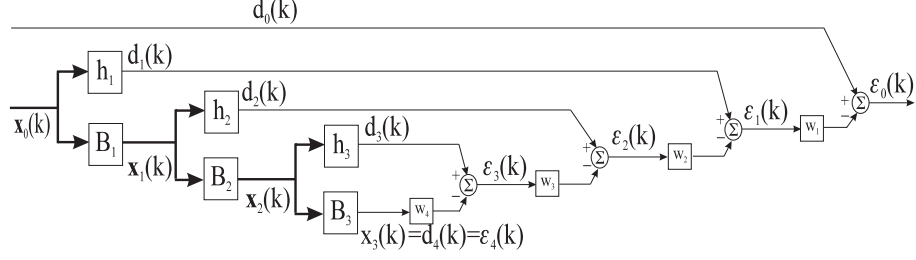 d₀(k)
h₁ d₁(k)
x₀(k) B₁ x₁(k)
h₂ d₂(k)
B₂ x₂(k)
h₃ d₃(k)
B₃ w₄ x₃(k)=d₄(k)=ε₄(k)
+ − Σ ε₃(k) w₃
+ − Σ ε₂(k) w₂
+ − Σ ε₁(k) w₁
+ − Σ ε₀(k)